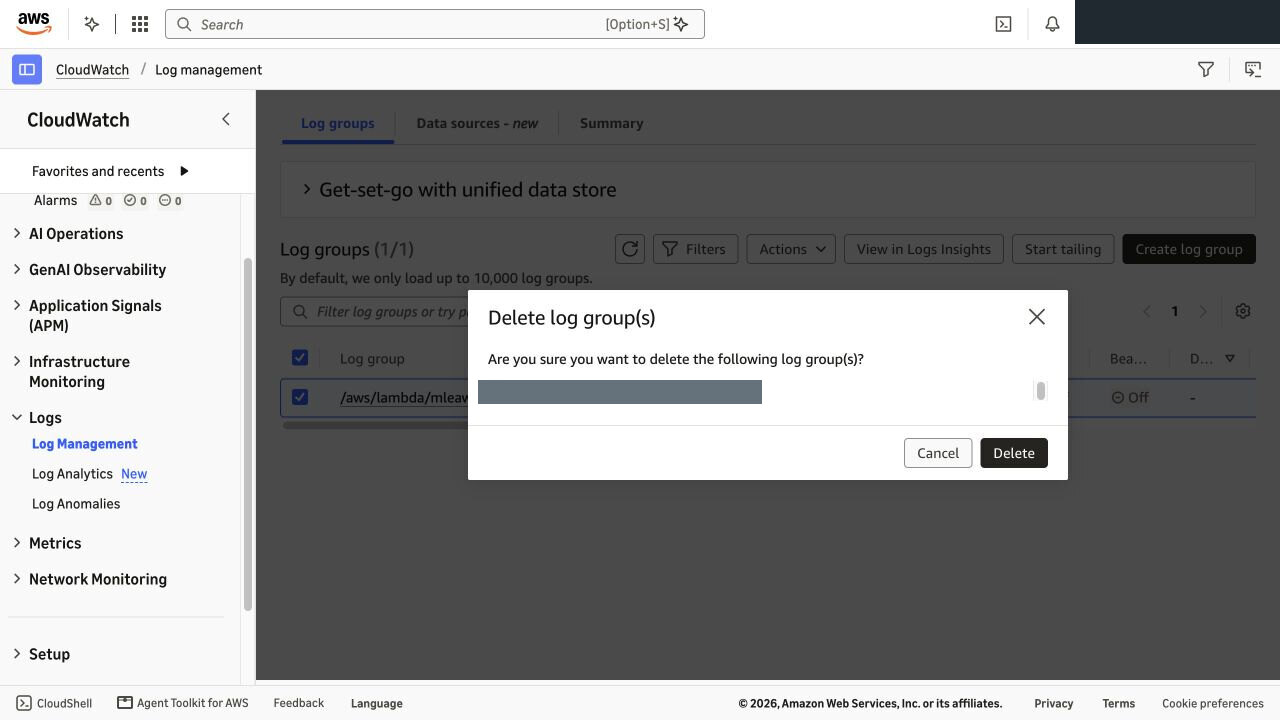 aws
Search
[Option+S]
CloudWatch / Log management
CloudWatch
Favorites and recents
Alarms 0 0 0
AI Operations
GenAI Observability
Application Signals
(APM)
Infrastructure
Monitoring
Logs
Log Management
Log Analytics New
Log Anomalies
Metrics
Network Monitoring
Setup
Log groups
Data sources - new
Summary
Get-set-go with unified data store
Log groups (1/1)
Filters
Actions
View in Logs Insights
Start tailing
Create log group
By default, we only load up to 10,000 log groups.
Filter log groups or try
1
Log group
Bea...
D...
/aws/lambda/mleaw
Off
-
Delete log group(s)
Are you sure you want to delete the following log group(s)?
Cancel
Delete
CloudShell
Agent Toolkit for AWS
Feedback
Language
© 2026, Amazon Web Services, Inc. or its affiliates.
Privacy
Terms
Cookie preferences